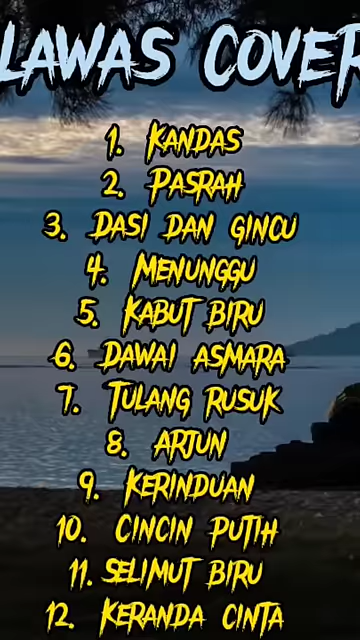 LAWAS COVER
1. KANDAS
2. PASRAH
3. DASI DAN GINCU
4. MENUNGGU
5. KABUT BIRU
6. DAWAI ASMARA
7. TULANG RUSUK
8. ARJUN
9. KERINDUAN
10. CINCIN PUTIH
11. SELIMUT BIRU
12. KERANDA CINTA